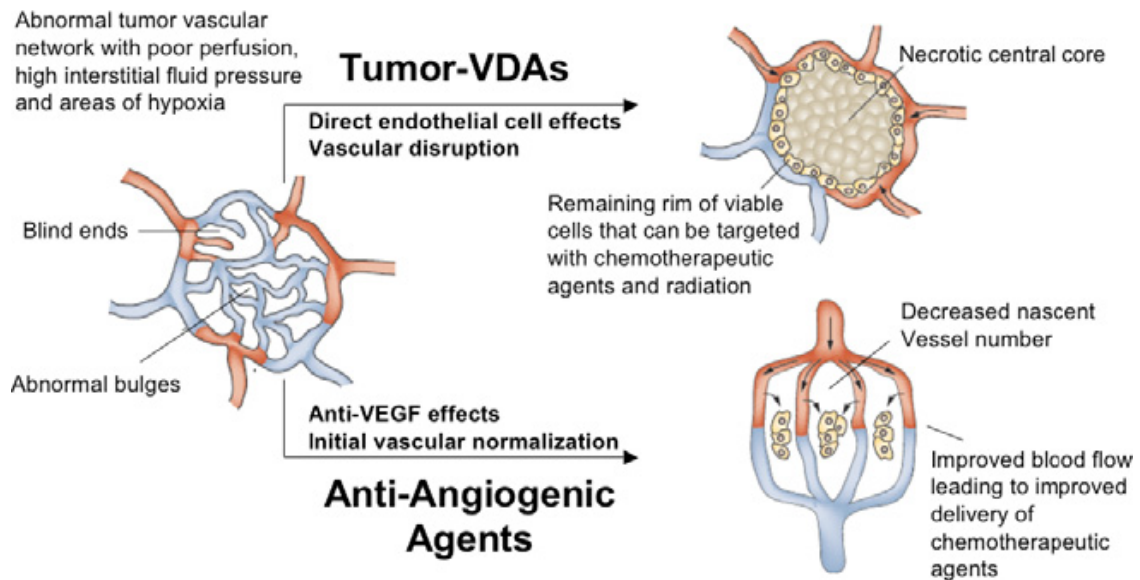 Abnormal tumor vascular
network with poor perfusion,
high interstitial fluid pressure
and areas of hypoxia
Tumor-VDAs
Direct endothelial cell effects
Vascular disruption
Necrotic central core
Remaining rim of viable
cells that can be targeted
with chemotherapeutic
agents and radiation
Blind ends
Abnormal bulges
Anti-VEGF effects
Initial vascular normalization
Anti-Angiogenic
Agents
Decreased nascent
Vessel number
Improved blood flow
leading to improved
delivery of
chemotherapeutic
agents